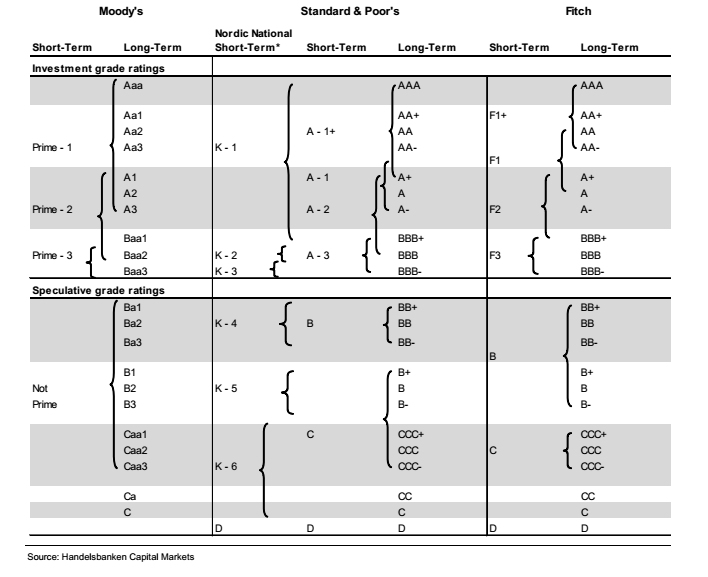 Moody's Standard & Poor's Fitch
Nordic National
Short-Term Long-Term Short-Term* Short-Term Long-Term Short-Term Long-Term
Investment grade ratings
Aaa AAA AAA
Aa1 AA+ F1+ AA+
Aa2 A - 1+ AA AA
Prime - 1 Aa3 K - 1 AA- AA-
F1
A1 A - 1 A+ A+
A2 A A
Prime - 2 A3 A - 2 A- F2 A-
Baa1 BBB+ BBB+
Prime - 3 Baa2 K - 2 A - 3 BBB F3 BBB
Baa3 K - 3 BBB- BBB-
Speculative grade ratings
Ba1 BB+ BB+
Ba2 K - 4 B BB BB
Ba3 BB- BB-
B
B1 B+ B+
Not B2 K - 5 B B
Prime B3 B- B-
Caa1 C CCC+ CCC+
Caa2 CCC C CCC
Caa3 K - 6 CCC- CCC-
Ca CC CC
C C C
D D D D D
Source: Handelsbanken Capital Markets